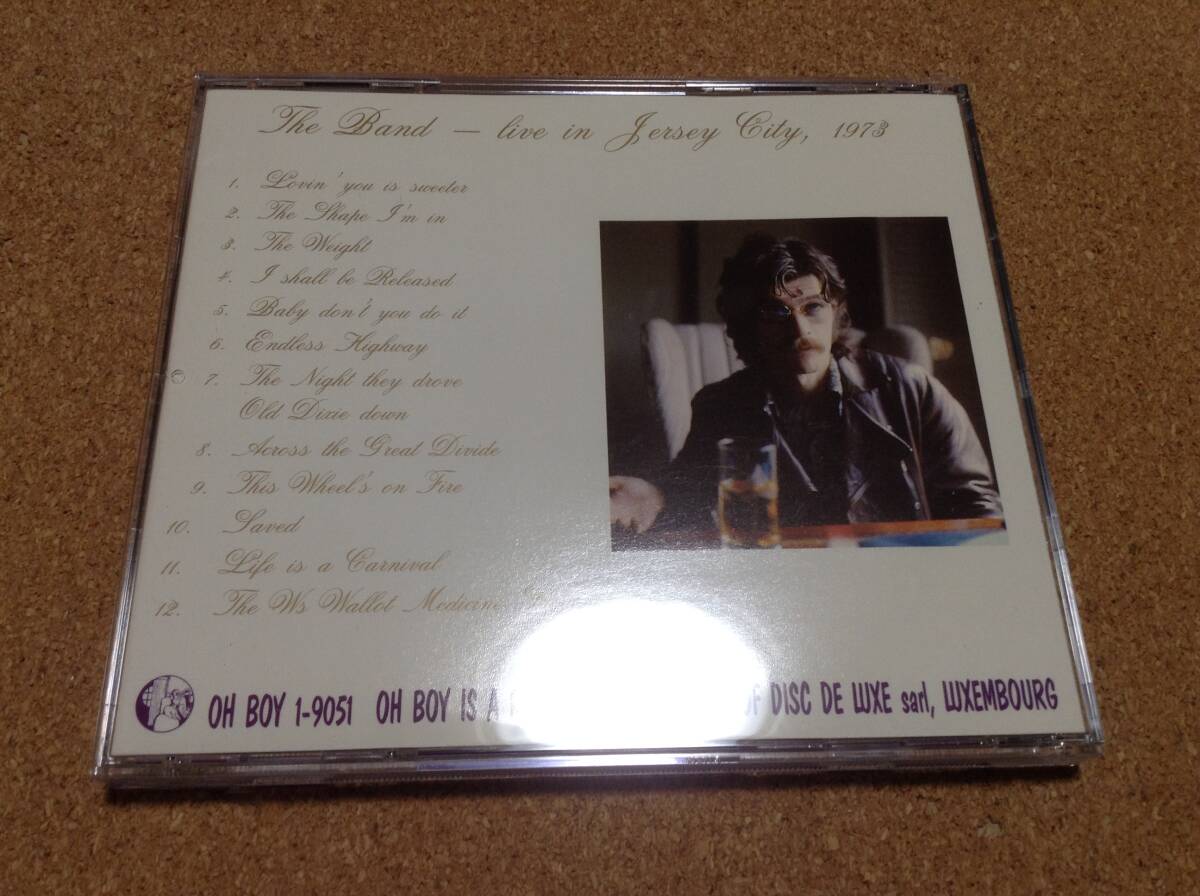 The Band – live in Jersey City, 1973
1. Lovin' you is sweeter
2. The Shape I'm in
3. The Weight
4. I shall be Released
5. Baby don't you do it
6. Endless Highway
7. The Night they drove
Old Dixie down
8. Across the Great Divide
9. This Wheel's on Fire
10. Saved
11. Life is a Carnival
12. The Ws Wallot Medicine
OH BOY 1-9051 OH BOY IS A OF DISC DE LUXE sarl, LUXEMBOURG